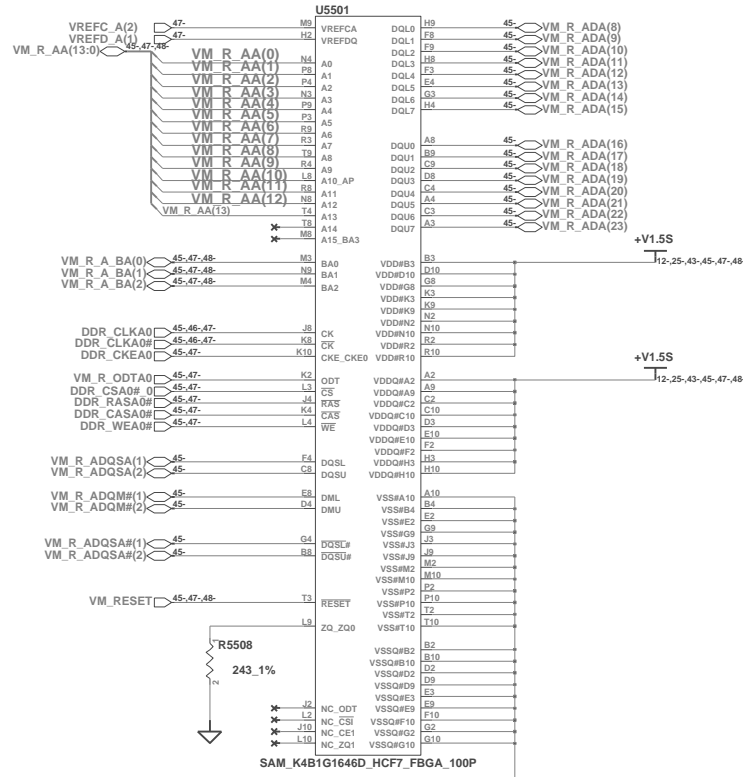 U5501
VREFC_A(2) 47- M9 VREFCA DQL0 H9 45- VM_R_ADA(8)
VREFD_A(1) 47- H2 VREFDQ DQL1 F8 45- VM_R_ADA(9)
VM_R_AA(13:0) 45-,47-,48- DQL2 F9 45- VM_R_ADA(10)
VM_R_AA(0) N4 A0 DQL3 H8 45- VM_R_ADA(11)
VM_R_AA(1) P8 A1 DQL4 F3 45- VM_R_ADA(12)
VM_R_AA(2) P4 A2 DQL5 E4 45- VM_R_ADA(13)
VM_R_AA(3) N3 A3 DQL6 G3 45- VM_R_ADA(14)
VM_R_AA(4) P9 A4 DQL7 H4 45- VM_R_ADA(15)
VM_R_AA(5) P3 A5
VM_R_AA(6) R9 A6
VM_R_AA(7) R3 A7 DQU0 A8 45- VM_R_ADA(16)
VM_R_AA(8) T9 A8 DQU1 B9 45- VM_R_ADA(17)
VM_R_AA(9) R4 A9 DQU2 C9 45- VM_R_ADA(18)
VM_R_AA(10) L8 A10_AP DQU3 D8 45- VM_R_ADA(19)
VM_R_AA(11) R8 A11 DQU4 C4 45- VM_R_ADA(20)
VM_R_AA(12) N8 A12 DQU5 A4 45- VM_R_ADA(21)
VM_R_AA(13) T4 A13 DQU6 C3 45- VM_R_ADA(22)
T8 A14 DQU7 A3 45- VM_R_ADA(23)
M8 A15_BA3
+V1.5S
VM_R_A_BA(0) 45-,47-,48- M3 BA0 VDD#B3 B3 12-,25-,43-,45-,47-,48-
VM_R_A_BA(1) 45-,47-,48- N9 BA1 VDD#D10 D10
VM_R_A_BA(2) 45-,47-,48- M4 BA2 VDD#G8 G8
VDD#K3 K3
VDD#K9 K9
VDD#N2 N2
DDR_CLKA0 45-,46-,47- J8 CK VDD#N10 N10
DDR_CLKA0# 45-,46-,47- K8 CK VDD#R2 R2
DDR_CKEA0 45-,47- K10 CKE_CKE0 VDD#R10 R10
+V1.5S
VM_R_ODTA0 45-,47- K2 ODT VDDQ#A2 A2 12-,25-,43-,45-,47-,48-
DDR_CSA0#_0 45-,47- L3 CS VDDQ#A9 A9
DDR_RASA0# 45-,47- J4 RAS VDDQ#C2 C2
DDR_CASA0# 45-,47- K4 CAS VDDQ#C10 C10
DDR_WEA0# 45-,47- L4 WE VDDQ#D3 D3
VDDQ#E10 E10
VDDQ#F2 F2
VM_R_ADQSA(1) 45- F4 DQSL VDDQ#H3 H3
VM_R_ADQSA(2) 45- C8 DQSU VDDQ#H10 H10
VM_R_ADQM#(1) 45- E8 DML VSS#A10 A10
VM_R_ADQM#(2) 45- D4 DMU VSS#B4 B4
VSS#E2 E2
VSS#G9 G9
VM_R_ADQSA#(1) 45- G4 DQSL# VSS#J3 J3
VM_R_ADQSA#(2) 45- B8 DQSU# VSS#J9 J9
VSS#M2 M2
VSS#M10 M10
VSS#P2 P2
VM_RESET 45-,47-,48- T3 RESET VSS#P10 P10
VSS#T2 T2
L9 ZQ_ZQ0 VSS#T10 T10
1 R5508
VSSQ#B2 B2
VSSQ#B10 B10
243_1% VSSQ#D2 D2
2 VSSQ#D9 D9
VSSQ#E3 E3
J2 NC_ODT VSSQ#E9 E9
L2 NC_CSI VSSQ#F10 F10
J10 NC_CE1 VSSQ#G2 G2
L10 NC_ZQ1 VSSQ#G10 G10
SAM_K4B1G1646D_HCF7_FBGA_100P